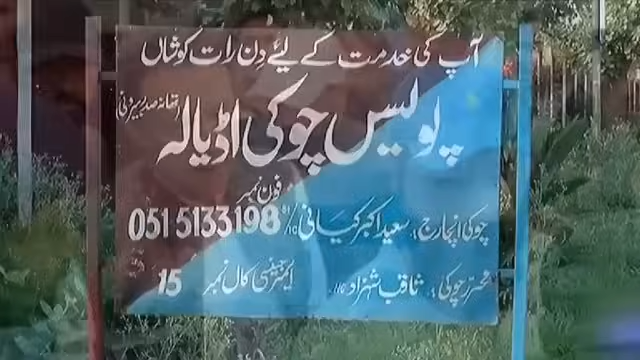 آپ کی خدمت کے لیئے دن رات کوشاں
(تھانہ صدر بیرونی)
پولیس چوکی اڈیالہ
فون نمبر
چوکی انچارج: سعید اکبر کیانی 051 5133198
محرر چوکی: ثاقب شہزاد ایمرجنسی کال نمبر 15